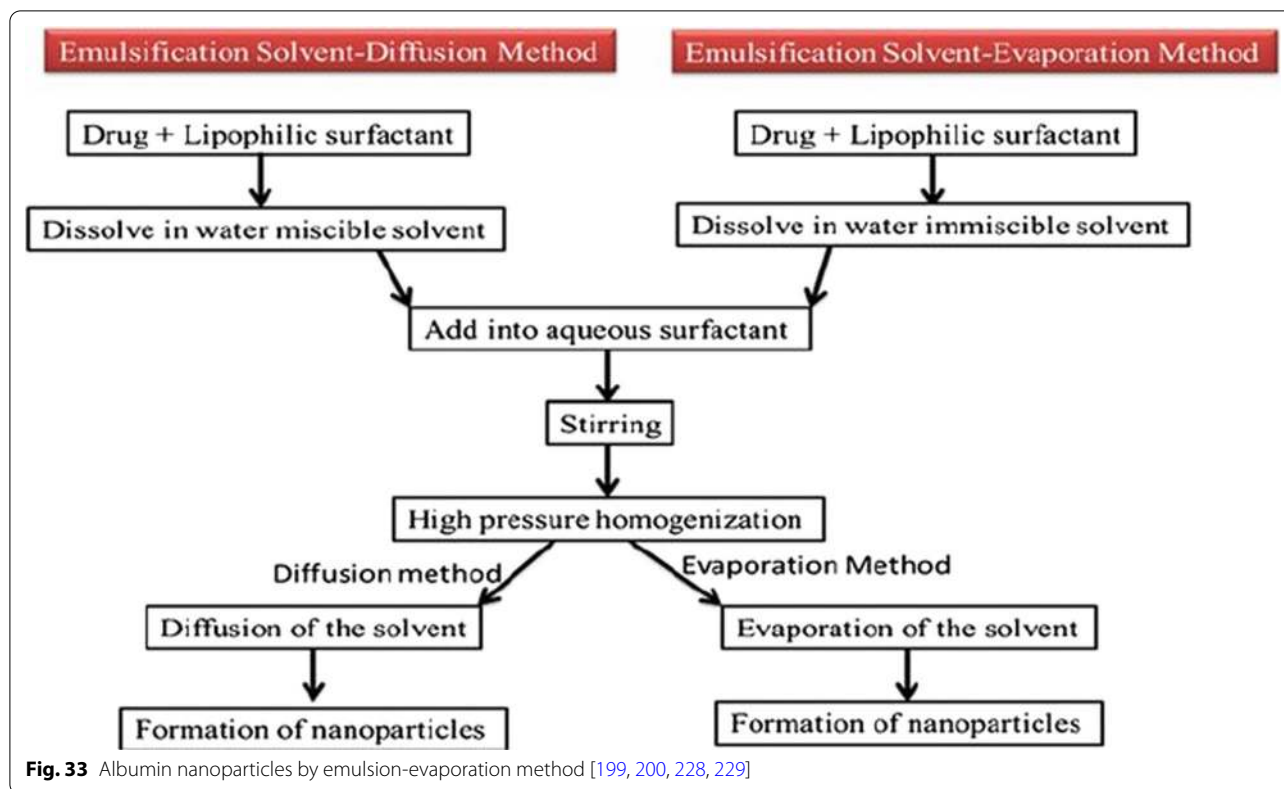 Emulsification Solvent-Diffusion Method
Emulsification Solvent-Evaporation Method
Drug + Lipophilic surfactant
Drug + Lipophilic surfactant
Dissolve in water miscible solvent
Dissolve in water immiscible solvent
Add into aqueous surfactant
Stirring
High pressure homogenization
Diffusion method
Evaporation Method
Diffusion of the solvent
Evaporation of the solvent
Formation of nanoparticles
Formation of nanoparticles
Fig. 33 Albumin nanoparticles by emulsion-evaporation method [199, 200, 228, 229]